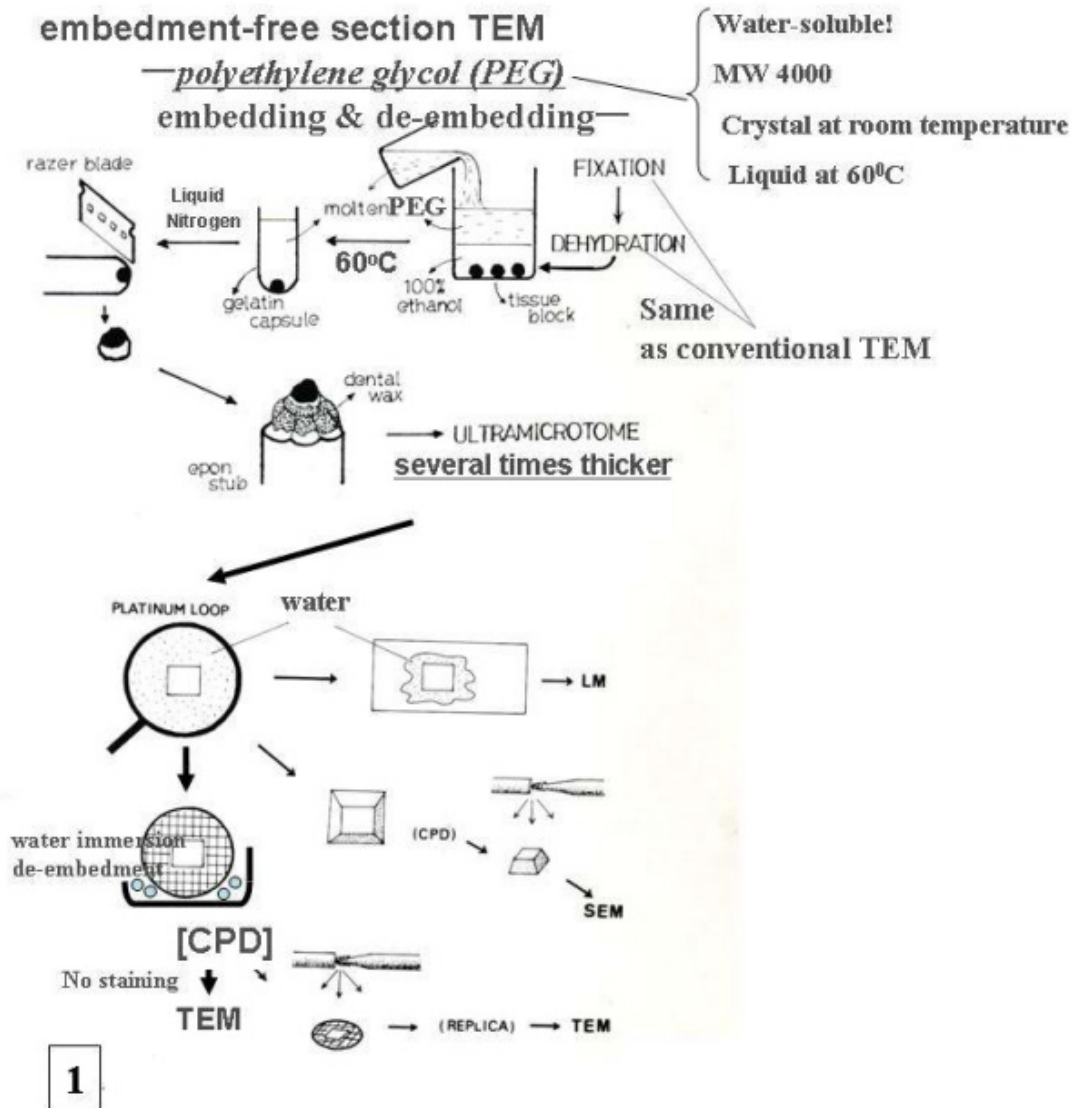 embedment-free section TEM
—polyethylene glycol (PEG)
embedding & de-embedding—
Water-soluble!
MW 4000
Crystal at room temperature
Liquid at 60⁰C
razer blade
Liquid
Nitrogen
molten PEG
60ºC
gelatin
capsule
100%
ethanol
tissue
block
FIXATION
DEHYDRATION
Same
as conventional TEM
dental
wax
epon
stub
ULTRAMICROTOME
several times thicker
PLATINUM LOOP
water
LM
water immersion
de-embedment
(CPD)
SEM
[CPD]
No staining
TEM
(REPLICA)
TEM
1